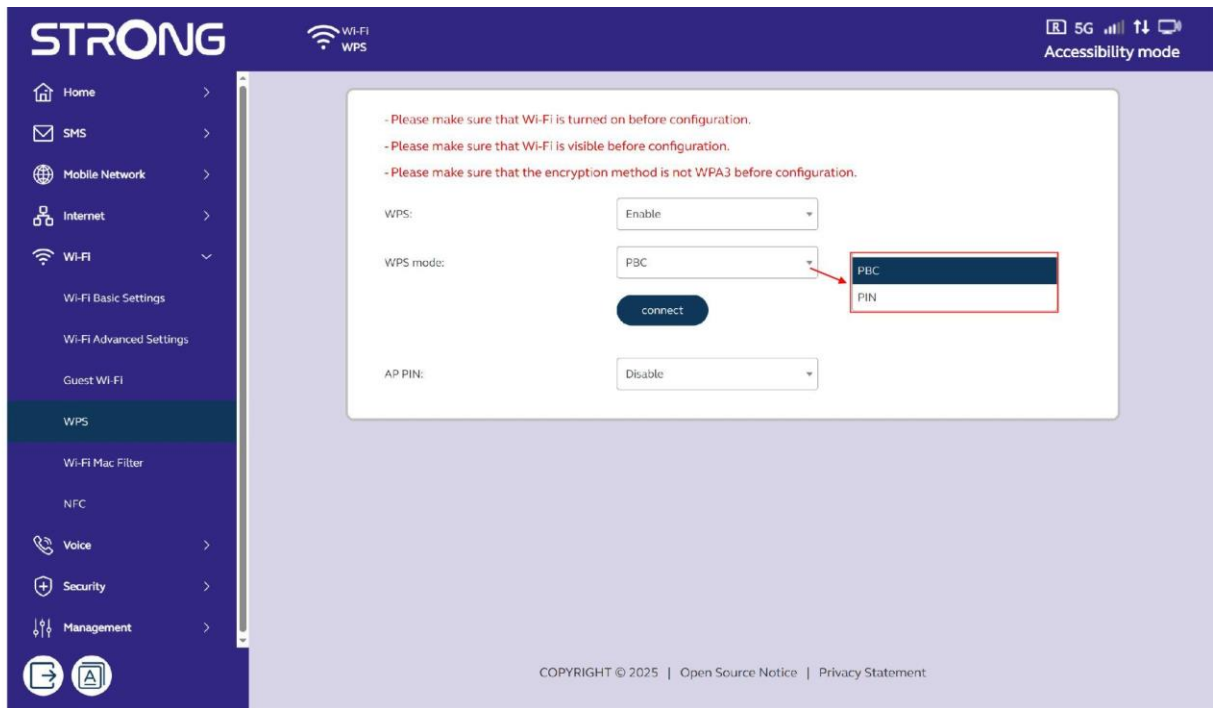 STRONG
Wi-Fi
WPS
R 5G
Accessibility mode
Home
SMS
Mobile Network
Internet
Wi-Fi
Wi-Fi Basic Settings
Wi-Fi Advanced Settings
Guest Wi-Fi
WPS
Wi-Fi Mac Filter
NFC
Voice
Security
Management
A
- Please make sure that Wi-Fi is turned on before configuration.
- Please make sure that Wi-Fi is visible before configuration.
- Please make sure that the encryption method is not WPA3 before configuration.
WPS: Enable
WPS mode: PBC
PBC
PIN
connect
AP PIN: Disable
COPYRIGHT © 2025 | Open Source Notice | Privacy Statement